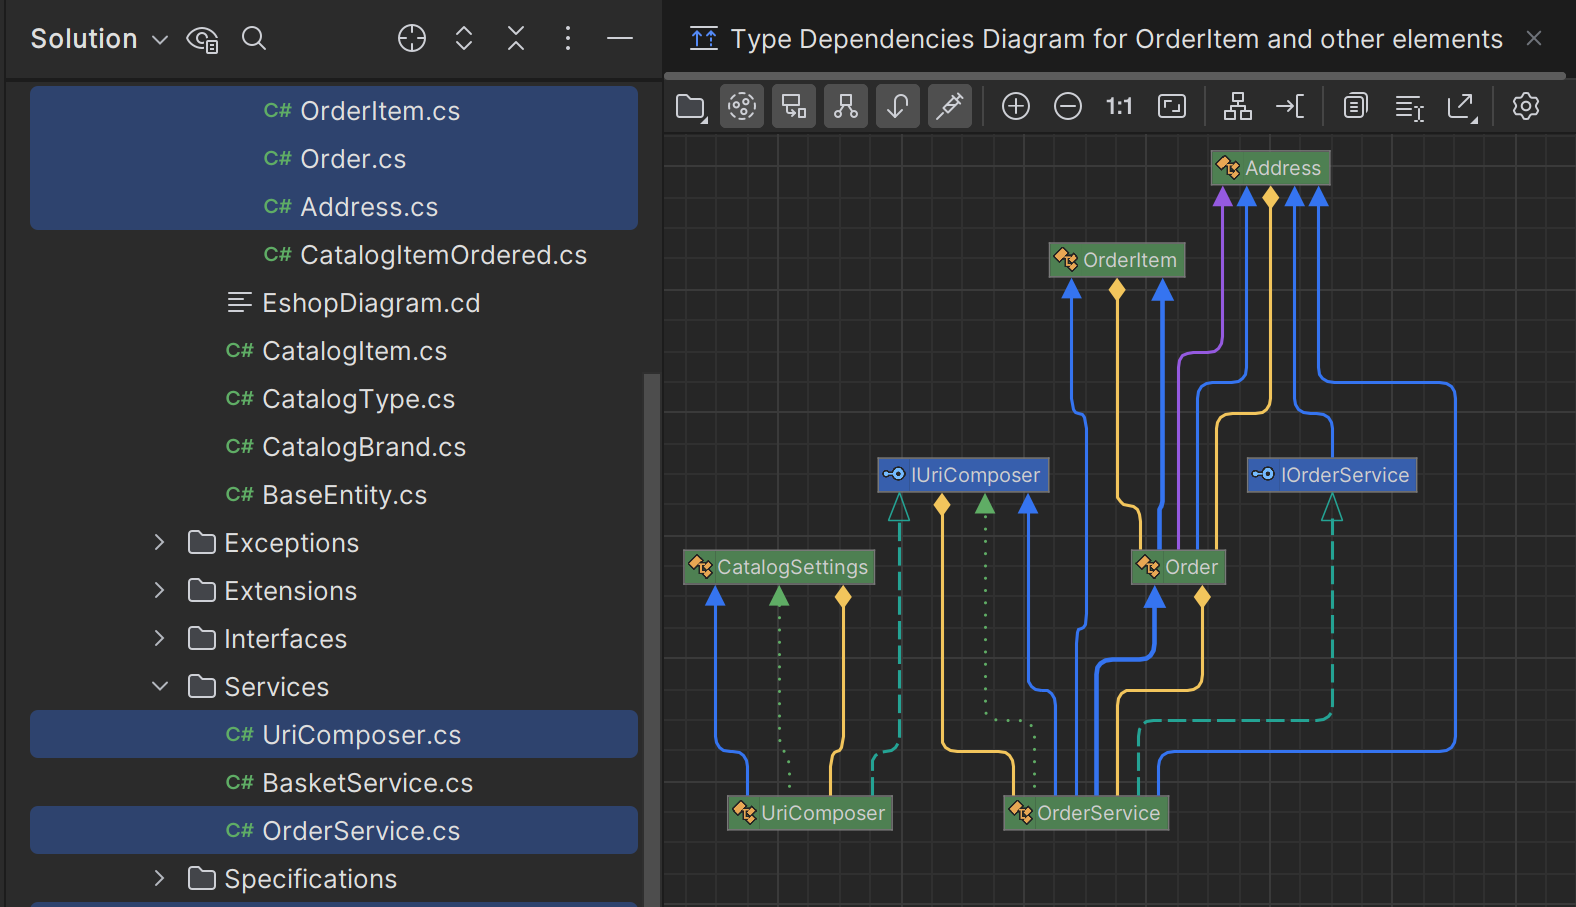 Solution
C# OrderItem.cs
C# Order.cs
C# Address.cs
C# CatalogItemOrdered.cs
EshopDiagram.cd
C# CatalogItem.cs
C# CatalogType.cs
C# CatalogBrand.cs
C# BaseEntity.cs
Exceptions
Extensions
Interfaces
Services
C# UriComposer.cs
C# BasketService.cs
C# OrderService.cs
Specifications
Type Dependencies Diagram for OrderItem and other elements
1:1
Address
OrderItem
IUriComposer
IOrderService
CatalogSettings
Order
UriComposer
OrderService